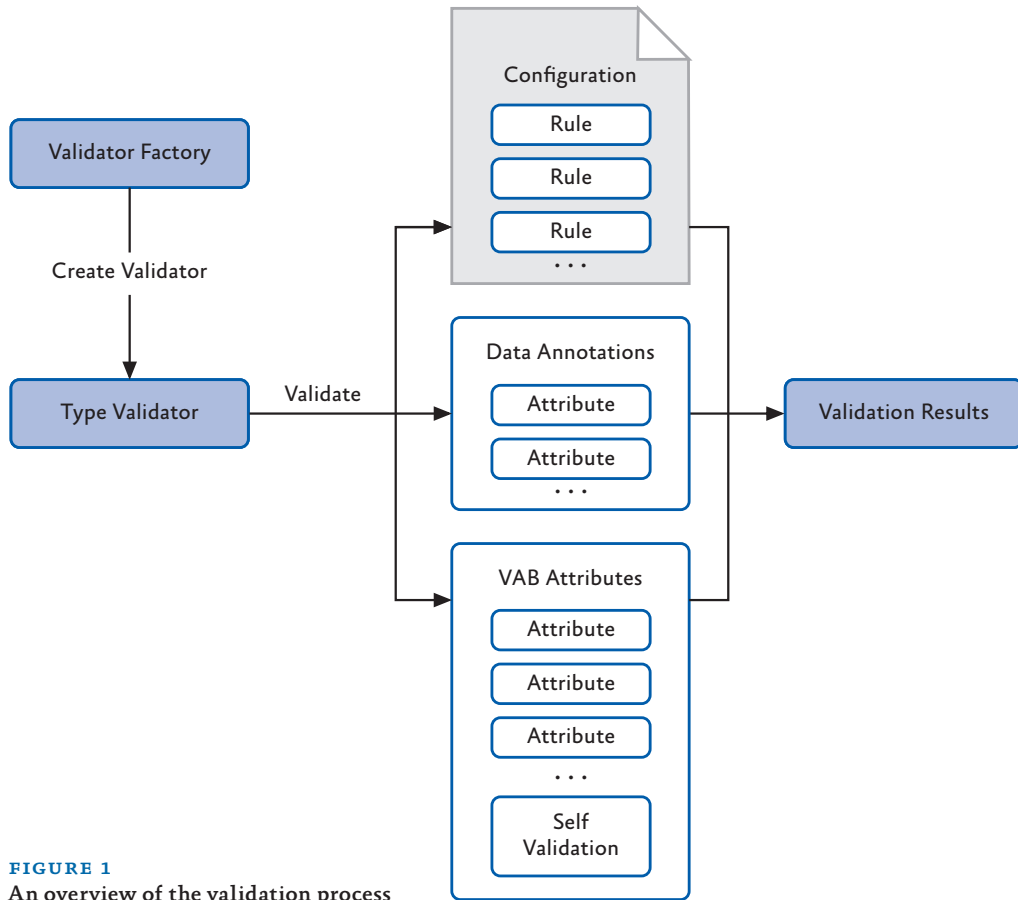 Configuration
Rule
Rule
Rule
...
Validator Factory
Create Validator
Type Validator
Validate
Data Annotations
Attribute
Attribute
...
Validation Results
VAB Attributes
Attribute
Attribute
Attribute
...
Self
Validation
FIGURE 1
An overview of the validation process